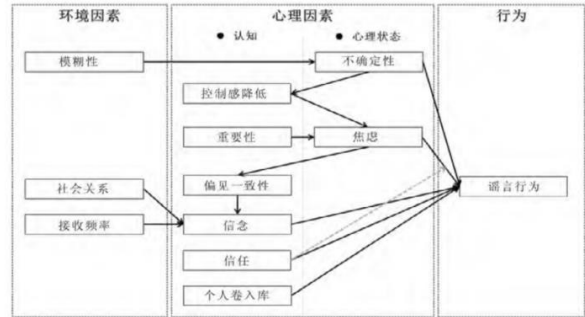 环境因素 心理因素 行为
● 认知 ● 心理状态
模糊性 不确定性
控制感降低
重要性 焦虑
偏见一致性
社会关系 谣言行为
接收频率 信念
信任
个人卷入库